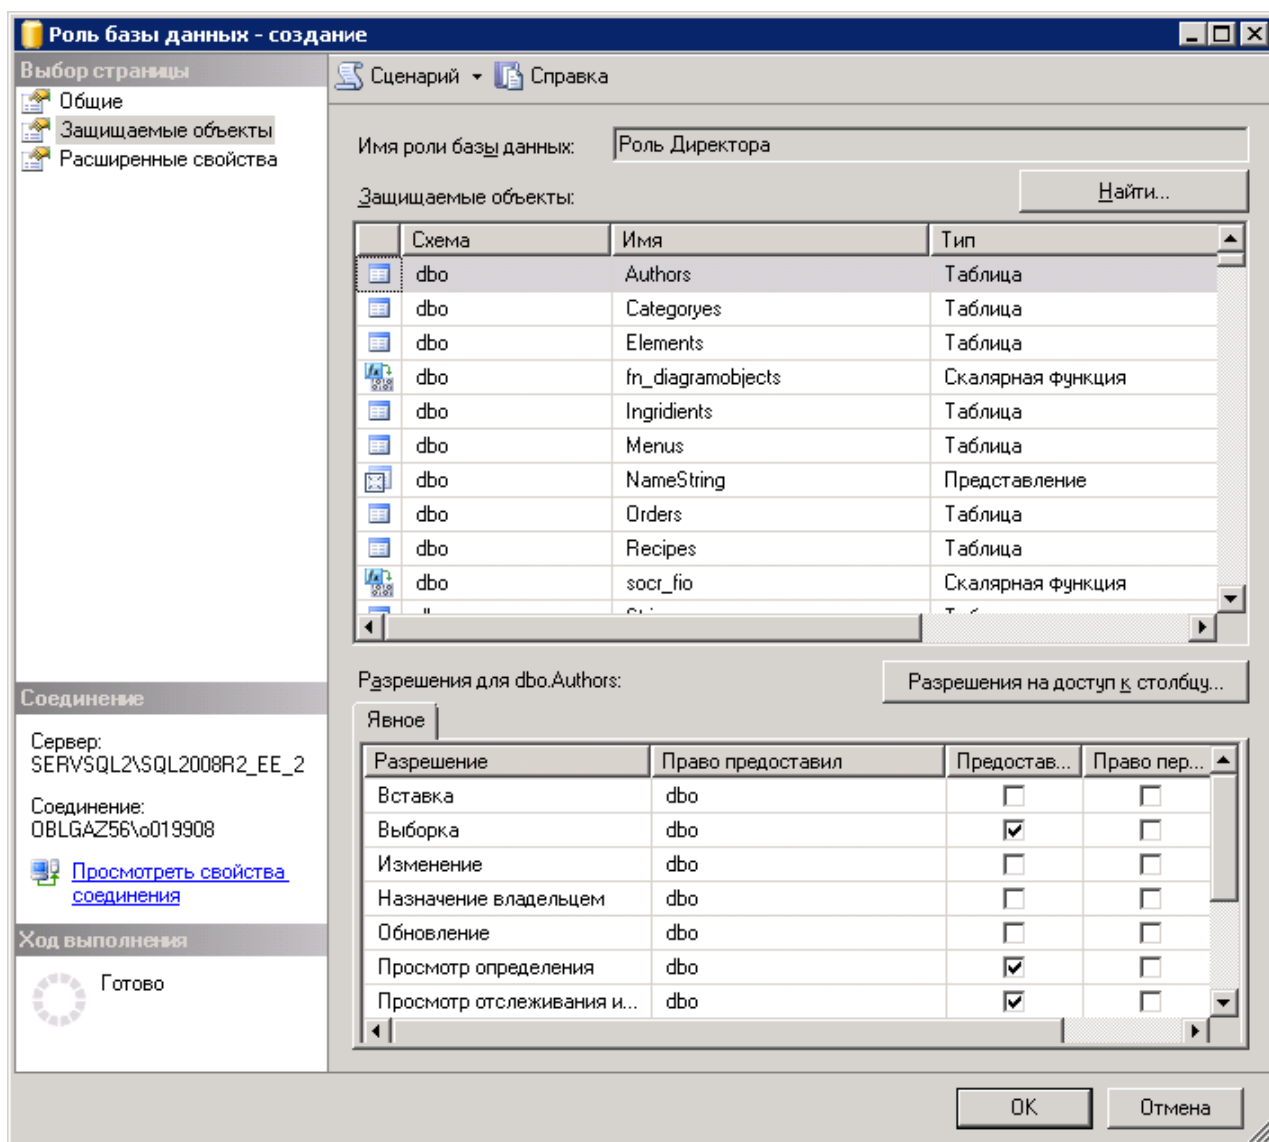 Роль базы данных - создание
Выбор страницы
Общие
Защищаемые объекты
Расширенные свойства
Сценарий Справка
Имя роли базы данных: Роль Директора
Защищаемые объекты: Найти...
Схема Имя Тип
dbo Authors Таблица
dbo Categoryes Таблица
dbo Elements Таблица
dbo fn_diagramobjects Скалярная функция
dbo Ingridients Таблица
dbo Menus Таблица
dbo NameString Представление
dbo Orders Таблица
dbo Recipes Таблица
dbo socr_fio Скалярная функция
Разрешения для dbo.Authors: Разрешения на доступ к столбцу...
Явное
Разрешение Право предоставил Предостав... Право пер...
Вставка dbo
Выборка dbo
Изменение dbo
Назначение владельцем dbo
Обновление dbo
Просмотр определения dbo
Просмотр отслеживания и... dbo
Соединение
Сервер:
SERVSQL2\SQL2008R2_EE_2
Соединение:
OBLGAZ56\o019908
Просмотреть свойства
соединения
Ход выполнения
Готово
OK Отмена